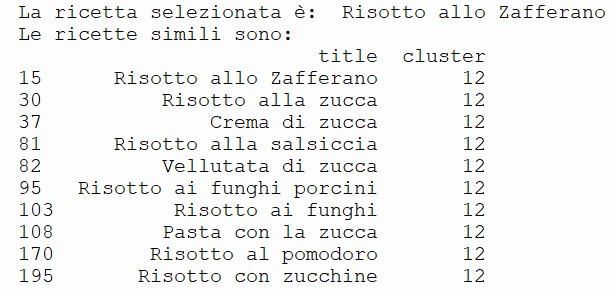 La ricetta selezionata è:  Risotto allo Zafferano
Le ricette simili sono:
title  cluster
15  Risotto allo Zafferano  12
30  Risotto alla zucca  12
37  Crema di zucca  12
81  Risotto alla salsiccia  12
82  Vellutata di zucca  12
95  Risotto ai funghi porcini  12
103  Risotto ai funghi  12
108  Pasta con la zucca  12
170  Risotto al pomodoro  12
195  Risotto con zucchine  12